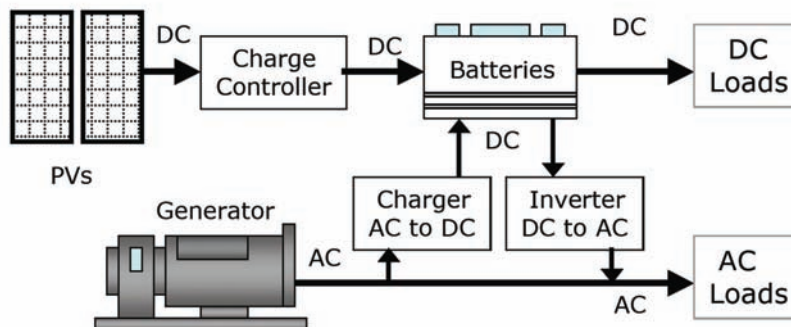 DC
Charge
Controller
DC
Batteries
DC
DC
Loads
PVs
DC
Generator
Charger
AC to DC
Inverter
DC to AC
AC
AC
AC
Loads